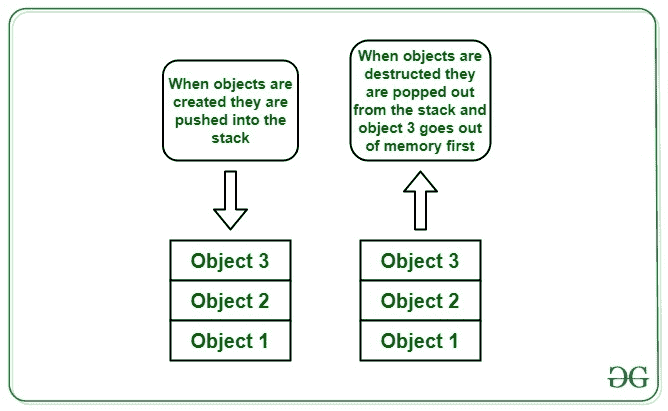 When objects are
created they are
pushed into the
stack
When objects are
destructed they
are popped out
from the stack and
object 3 goes out
of memory first
Object 3
Object 2
Object 1
Object 3
Object 2
Object 1